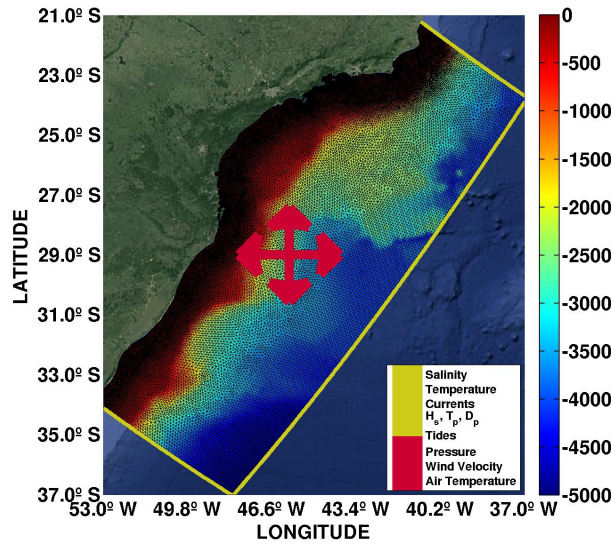 21.0º S
23.0º S
25.0º S
27.0º S
29.0º S
31.0º S
33.0º S
35.0º S
37.0º S
LATITUDE
53.0º W 49.8º W 46.6º W 43.4º W 40.2º W 37.0º W
LONGITUDE
Salinity
Temperature
Currents
Hs, Tp, Dp
Tides
Pressure
Wind Velocity
Air Temperature
0
-500
-1000
-1500
-2000
-2500
-3000
-3500
-4000
-4500
-5000